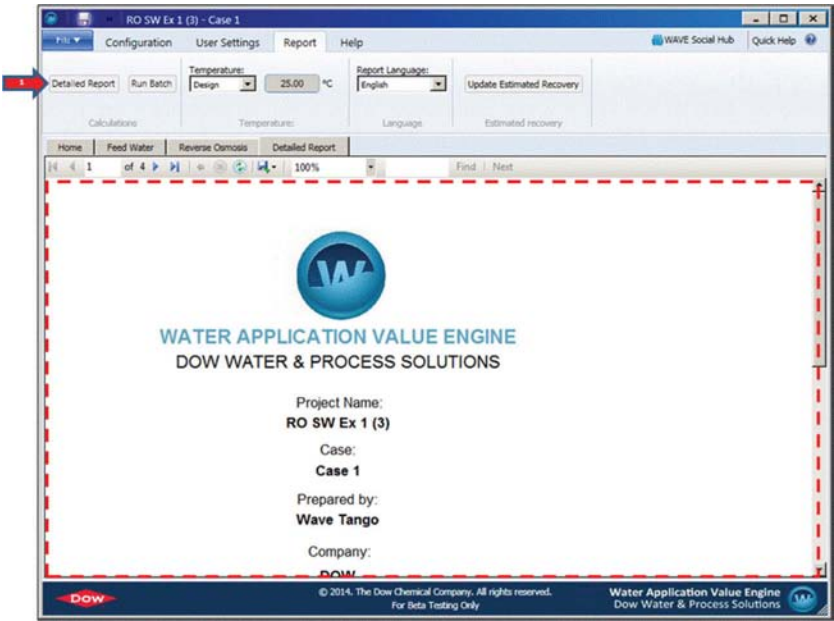 RO SW Ex 1 (3) - Case 1
File Configuration User Settings Report Help WAVE Social Hub Quick Help
1
Detailed Report Run Batch Temperature: Design 25.00 °C Report Language: English Update Estimated Recovery
Calculations Temperature: Language Estimated recovery
Home Feed Water Reverse Osmosis Detailed Report
1 of 4 100% Find | Next
W
WATER APPLICATION VALUE ENGINE
DOW WATER & PROCESS SOLUTIONS
Project Name:
RO SW Ex 1 (3)
Case:
Case 1
Prepared by:
Wave Tango
Company:
DOW
Dow © 2014. The Dow Chemical Company. All rights reserved. Water Application Value Engine
For Beta Testing Only Dow Water & Process Solutions